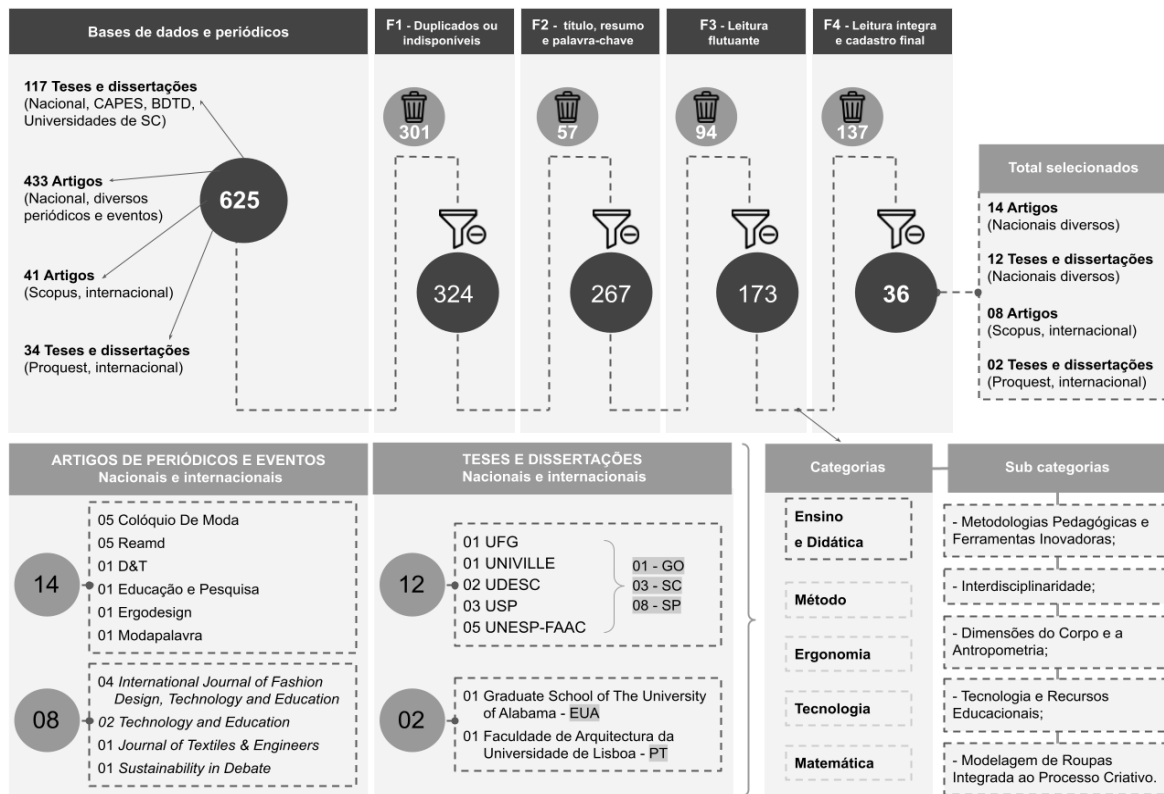 Bases de dados e periódicos
117 Teses e dissertações
(Nacional, CAPES, BDTD,
Universidades de SC)
433 Artigos
(Nacional, diversos
periódicos e eventos)
41 Artigos
(Scopus, internacional)
34 Teses e dissertações
(Proquest, internacional)
625
F1 - Duplicados ou
indisponíveis
301
324
F2 - título, resumo
e palavra-chave
57
267
F3 - Leitura
flutuante
94
173
F4 - Leitura íntegra
e cadastro final
137
36
Total selecionados
14 Artigos
(Nacionais diversos)
12 Teses e dissertações
(Nacionais diversos)
08 Artigos
(Scopus, internacional)
02 Teses e dissertações
(Proquest, internacional)
ARTIGOS DE PERIÓDICOS E EVENTOS
Nacionais e internacionais
14
05 Colóquio De Moda
05 Reamd
01 D&T
01 Educação e Pesquisa
01 Ergodesign
01 Modapalavra
08
04 International Journal of Fashion
Design, Technology and Education
02 Technology and Education
01 Journal of Textiles & Engineers
01 Sustainability in Debate
TESES E DISSERTAÇÕES
Nacionais e internacionais
12
01 UFG
01 UNIVILLE
02 UDESC
03 USP
05 UNESP-FAAC
01 - GO
03 - SC
08 - SP
02
01 Graduate School of The University
of Alabama - EUA
01 Faculdade de Arquitectura da
Universidade de Lisboa - PT
Categorias
Ensino
e Didática
Método
Ergonomia
Tecnologia
Matemática
Sub categorias
- Metodologias Pedagógicas e
Ferramentas Inovadoras;
- Interdisciplinaridade;
- Dimensões do Corpo e a
Antropometria;
- Tecnologia e Recursos
Educacionais;
- Modelagem de Roupas
Integrada ao Processo Criativo.